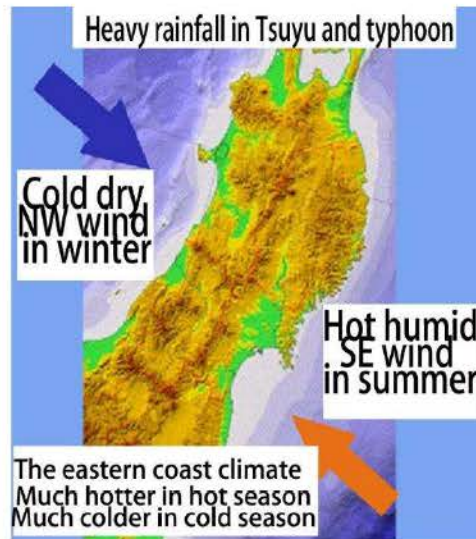 Heavy rainfall in Tsuyu and typhoon
Cold dry
NW wind
in winter
Hot humid
SE wind
in summer
The eastern coast climate
Much hotter in hot season
Much colder in cold season